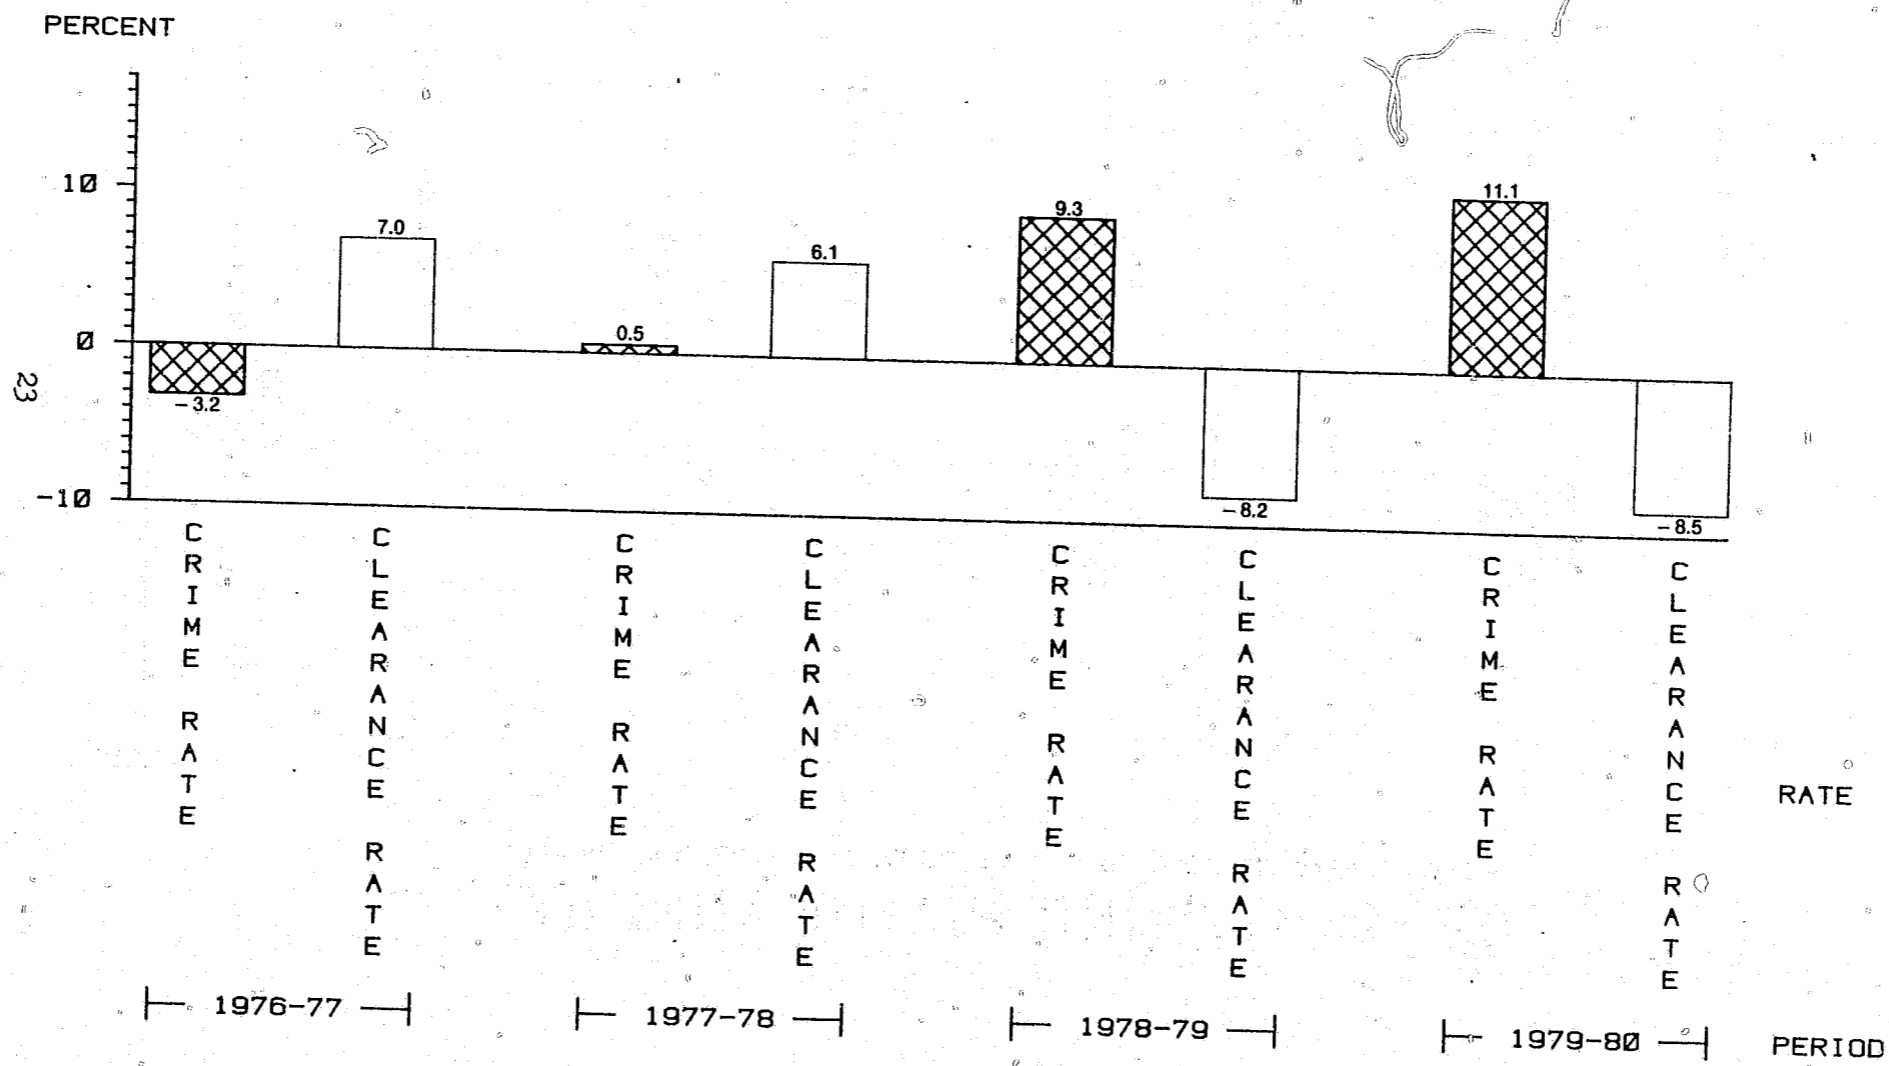 PERCENT
10
0
-10
23
-3.2
7.0
0.5
6.1
9.3
-8.2
11.1
-8.5
CRIME RATE
CLEARANCE RATE
CRIME RATE
CLEARANCE RATE
CRIME RATE
CLEARANCE RATE
CRIME RATE
CLEARANCE RATE
RATE
1976-77
1977-78
1978-79
1979-80
PERIOD